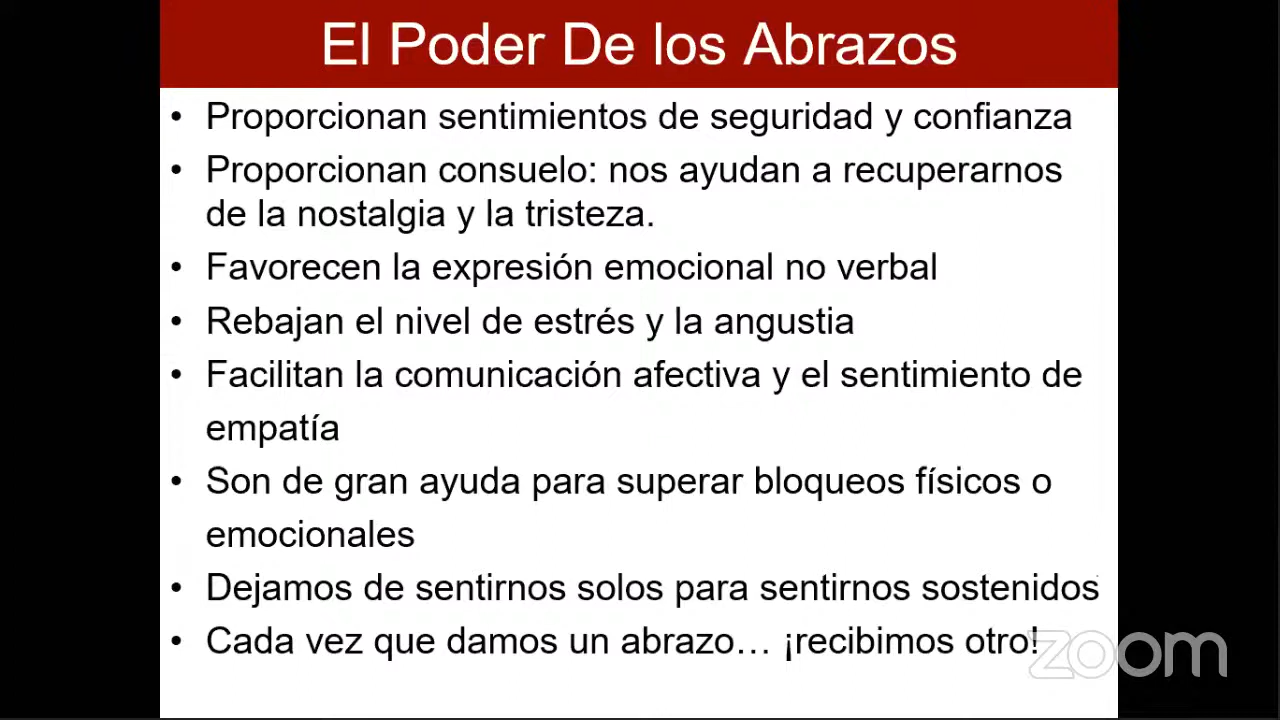 El Poder De los Abrazos
• Proporcionan sentimientos de seguridad y confianza
• Proporcionan consuelo: nos ayudan a recuperarnos
de la nostalgia y la tristeza.
• Favorecen la expresión emocional no verbal
• Rebajan el nivel de estrés y la angustia
• Facilitan la comunicación afectiva y el sentimiento de
empatía
• Son de gran ayuda para superar bloqueos físicos o
emocionales
• Dejamos de sentirnos solos para sentirnos sostenidos
• Cada vez que damos un abrazo… ¡recibimos otro!
zoom